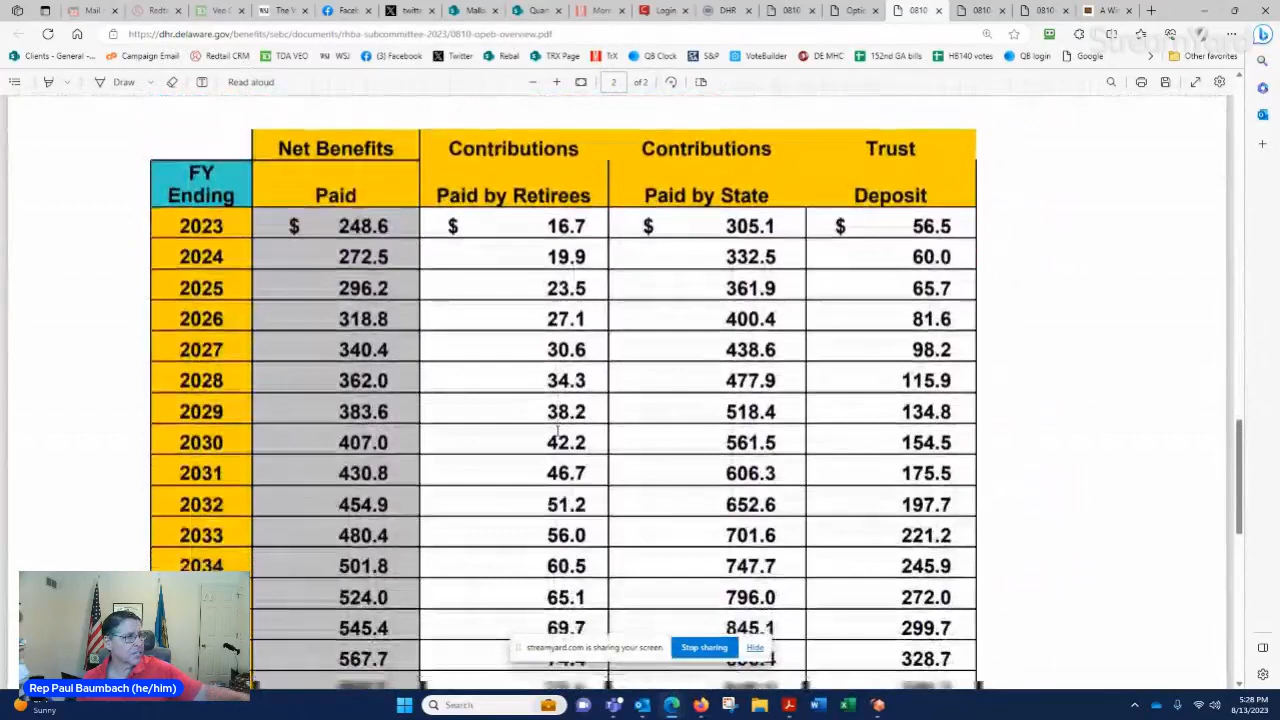 0810
Optio
0810
0810
0810
A Wi
https://dhr.delaware.gov/benefits/sebc/documents/rhba-subcommittee-2023/0810-opeb-overview.pdf
Clients - General Campaign Email Redtail CRM TDA VEO WSJ Facebook Twitter Rebal TRX Page TrX QB Clock S&P VoteBuilder DE MHC 152nd GA bills HB140 votes QB login Google Other favorites
Draw Read aloud 2 of 2
Net Benefits Contributions Contributions Trust
FY
Ending Paid Paid by Retirees Paid by State Deposit
2023 $ 248.6 $ 16.7 $ 305.1 $ 56.5
2024 272.5 19.9 332.5 60.0
2025 296.2 23.5 361.9 65.7
2026 318.8 27.1 400.4 81.6
2027 340.4 30.6 438.6 98.2
2028 362.0 34.3 477.9 115.9
2029 383.6 38.2 518.4 134.8
2030 407.0 42.2 561.5 154.5
2031 430.8 46.7 606.3 175.5
2032 454.9 51.2 652.6 197.7
2033 480.4 56.0 701.6 221.2
2034 501.8 60.5 747.7 245.9
524.0 65.1 796.0 272.0
545.4 69.7 845.1 299.7
streamyard.com is sharing your screen. Stop sharing Hide
567.7 328.7
Rep Paul Baumbach (he/him)
Sunny
Search
5:28 PM
8/13/2023